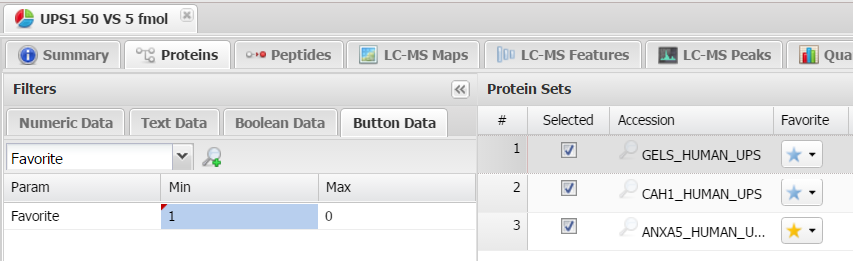 UPS1 50 VS 5 fmol
Summary Proteins Peptides LC-MS Maps LC-MS Features LC-MS Peaks Qua
Filters
Numeric Data Text Data Boolean Data Button Data
Favorite
Param Min Max
Favorite 1 0
Protein Sets
# Selected Accession Favorite
1 GELS_HUMAN_UPS
2 CAH1_HUMAN_UPS
3 ANXA5_HUMAN_U...